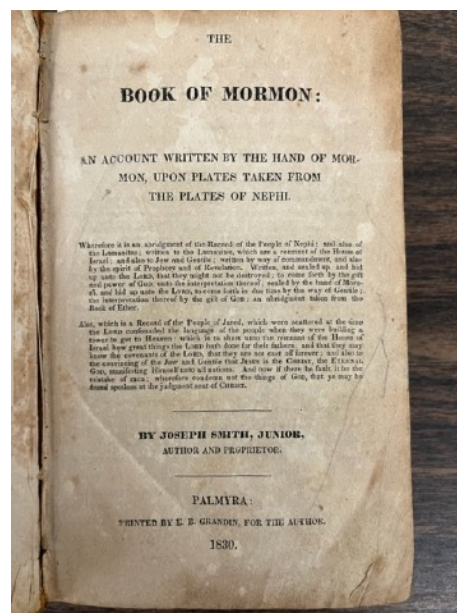 THE
BOOK OF MORMON:
AN ACCOUNT WRITTEN BY THE HAND OF MOR-
MON, UPON PLATES TAKEN FROM
THE PLATES OF NEPHI.
Wherefore it is an abridgment of the Record of the People of Nephi; and also of
the Lamanites; written to the Lamanites, which are a remnant of the House of
Israel; and also to Jew and Gentile; written by way of commandment, and also
by the spirit of Prophesy and of Revelation. Written, and sealed up, and hid
up unto the LORD, that they might not be destroyed; to come forth by the gift
and power of GOD, unto the interpretation thereof; sealed by the hand of Moro-
ni, and hid up unto the LORD, to come forth in due time by the way of Gentile;
the interpretation thereof by the gift of GOD; an abridgment taken from the
Book of Ether.
Also, which is a Record of the People of Jared, which were scattered at the time
the LORD confounded the language of the people when they were building a
tower to get to Heaven: which is to shew unto the remnant of the House of
Israel how great things the LORD hath done for their fathers; and that they may
know the covenants of the LORD, that they are not cast off forever; and also to
the convincing of the Jew and Gentile that JESUS is the CHRIST, the ETERNAL
GOD, manifesting Himself unto all nations. And now if there be fault, it be the
mistake of men; wherefore condemn not the things of GOD, that ye may be
found spotless at the judgment seat of CHRIST.
BY JOSEPH SMITH, JUNIOR,
AUTHOR AND PROPRIETOR.
PALMYRA:
PRINTED BY E. B. GRANDIN, FOR THE AUTHOR.
1830.